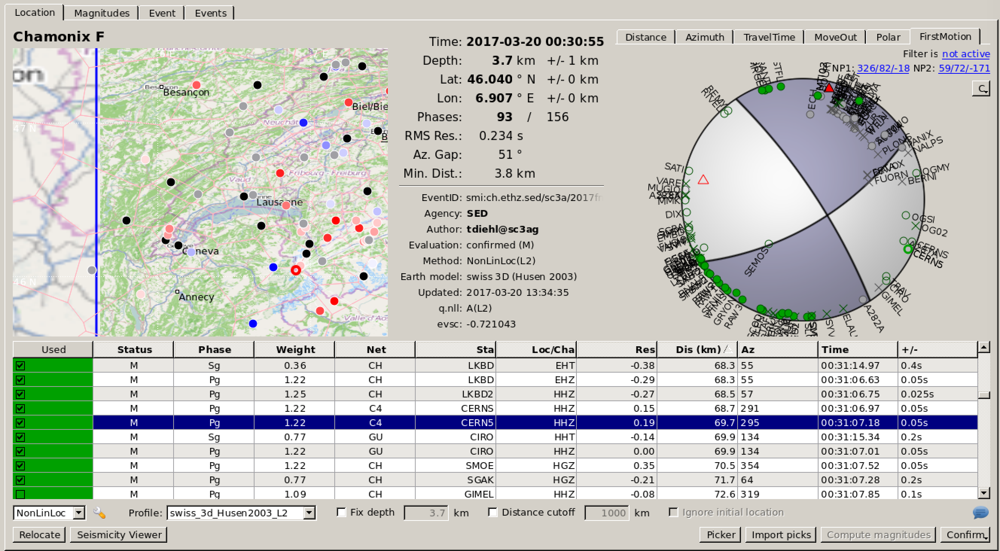 Location Magnitudes Event Events
Chamonix F
on
6 E
7 E
Jura
Besançon
Besançon
Biel/Bie
Neuchât
47 N
B
Fribourg - Freiburg
Vaud
Lausanne
Geneva
46 N
Annecy
Valle d'Aos
Time: 2017-03-20 00:30:55
Depth: 3.7 km +/- 1 km
Lat: 46.040 ° N +/- 0 km
Lon: 6.907 ° E +/- 0 km
Phases: 93 / 156
RMS Res.: 0.234 s
Az. Gap: 51 °
Min. Dist.: 3.8 km
EventID: smi:ch.ethz.sed/sc3a/2017fr
Agency: SED
Author: tdiehl@sc3ag
Evaluation: confirmed (M)
Method: NonLinLoc(L2)
Earth model: swiss 3D (Husen 2003)
Updated: 2017-03-20 13:34:35
q.nll: A(L2)
evsc: -0.721043
Distance Azimuth TravelTime MoveOut Polar FirstMotion
Filter is not active
NP1: 326/82/-18 NP2: 59/72/-171
C
STFL
REMY
RIVEL
ECH
PANIX
NALPS
PLONS
SATI
OGMY
FUORN
BERNI
VARE
MUGIO
MMK
DIX
OGSI
OG02
SEMOS
CERNS
CERN5
RAV
CIRO
GIMEL
GRYON
RAW3
A282A
SYV
ELAU
Used Status Phase Weight Net Sta Loc/Cha Res Dis (km) Az Time +/-
M Sg 0.36 CH LKBD EHT -0.38 68.3 55 00:31:14.97 0.4s
M Pg 1.22 CH LKBD EHZ -0.29 68.3 55 00:31:06.63 0.05s
M Pg 1.25 CH LKBD2 HHZ -0.27 68.5 57 00:31:06.75 0.025s
M Pg 1.22 C4 CERNS HHZ 0.15 68.7 291 00:31:06.97 0.05s
M Pg 1.22 C4 CERN5 HHZ 0.19 69.7 295 00:31:07.18 0.05s
M Sg 0.77 GU CIRO HHT -0.14 69.9 134 00:31:15.34 0.2s
M Pg 1.22 GU CIRO HHZ 0.00 69.9 134 00:31:07.01 0.05s
M Pg 1.22 CH SMOE HGZ 0.35 70.5 354 00:31:07.52 0.05s
M Pg 0.77 CH SGAK HGZ -0.21 71.7 64 00:31:07.28 0.2s
M Pg 1.09 CH GIMEL HHZ -0.08 72.6 319 00:31:07.85 0.1s
NonLinLoc Profile: swiss_3d_Husen2003_L2 Fix depth 3.7 km Distance cutoff 1000 km Ignore initial location
Relocate Seismicity Viewer Picker Import picks Compute magnitudes Confirm